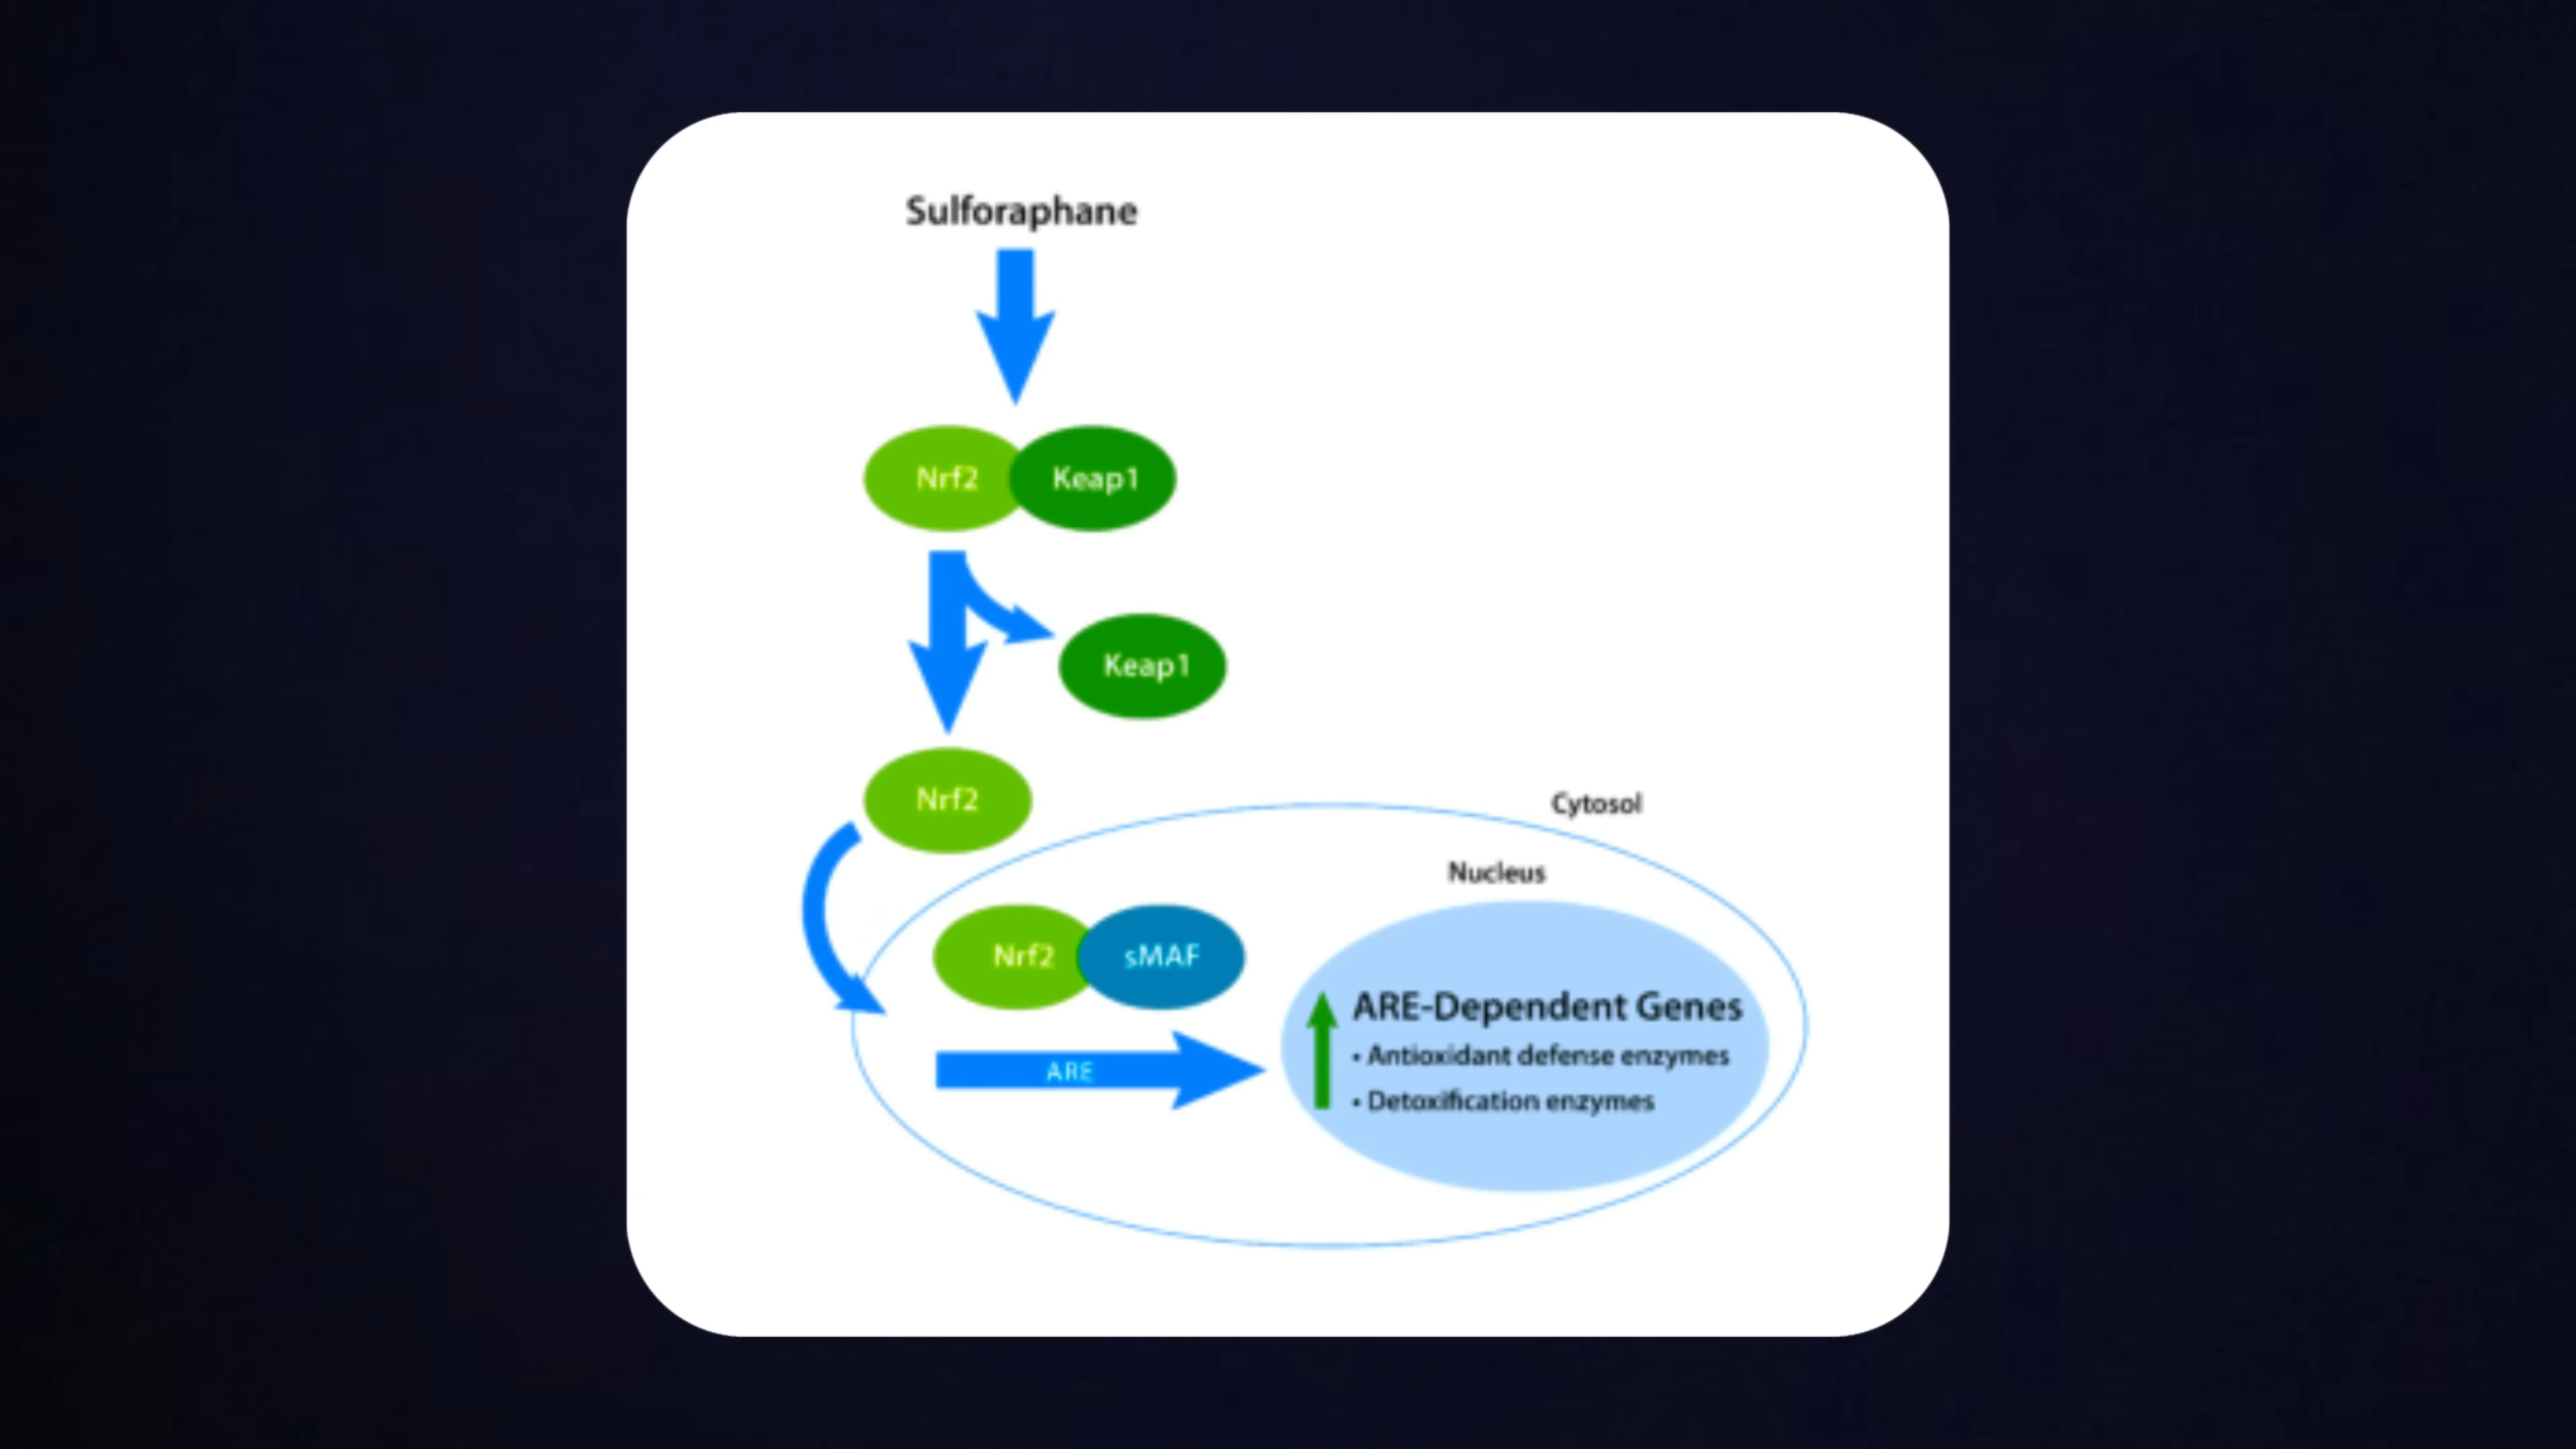 Sulforaphane
Nrf2
Keap1
Keap1
Nrf2
Cytosol
Nucleus
Nrf2
sMAF
ARE
ARE-Dependent Genes
• Antioxidant defense enzymes
• Detoxification enzymes